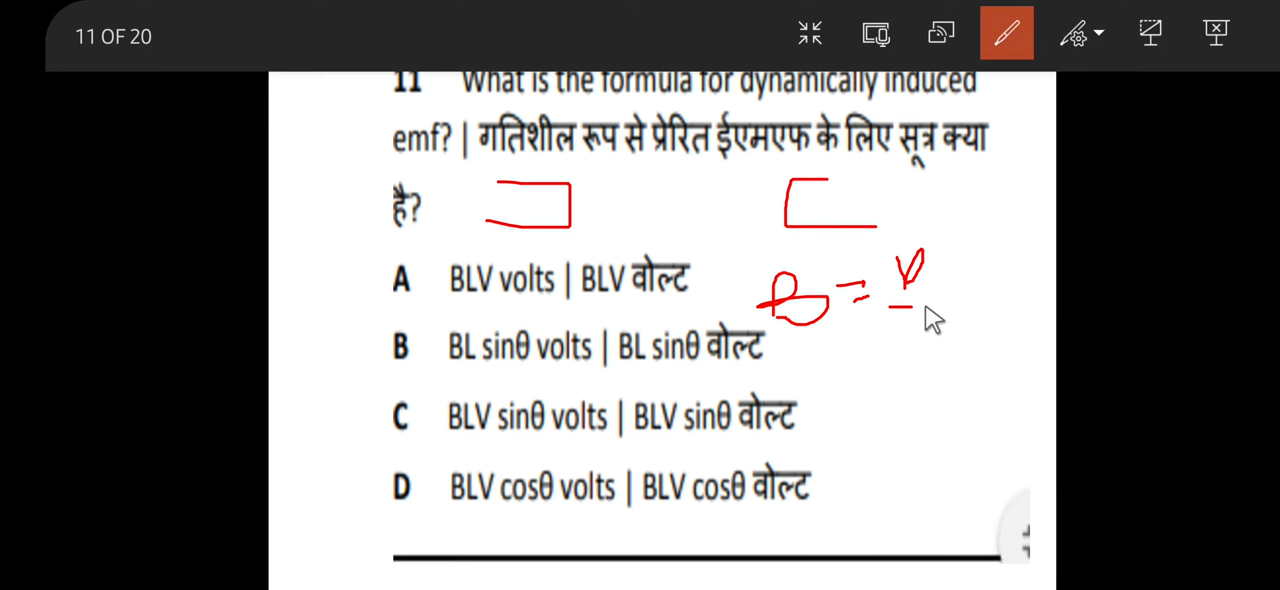 11 OF 20
11 What is the formula for dynamically induced
emf? | गतिशील रूप से प्रेरित ईएमएफ के लिए सूत्र क्या
है?
A BLV volts | BLV वोल्ट
B =
B BL sinθ volts | BL sinθ वोल्ट
C BLV sinθ volts | BLV sinθ वोल्ट
D BLV cosθ volts | BLV cosθ वोल्ट